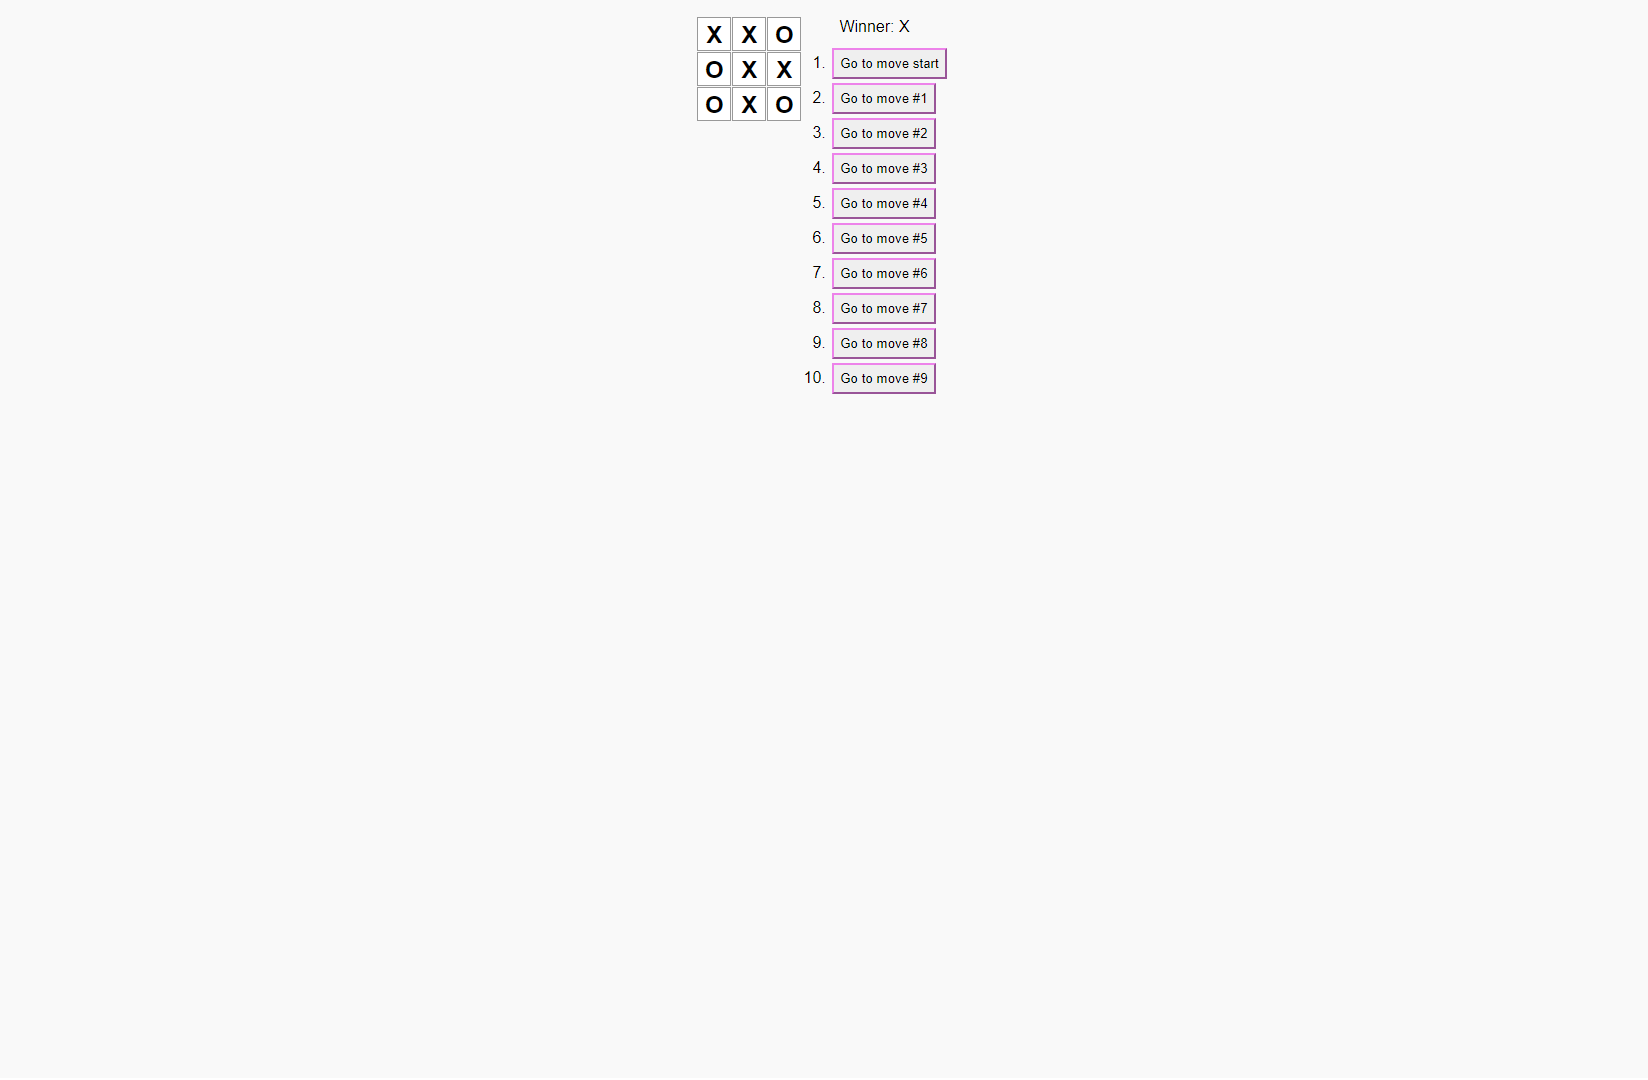 X X O
O X X
O X O
Winner: X
1. Go to move start
2. Go to move #1
3. Go to move #2
4. Go to move #3
5. Go to move #4
6. Go to move #5
7. Go to move #6
8. Go to move #7
9. Go to move #8
10. Go to move #9